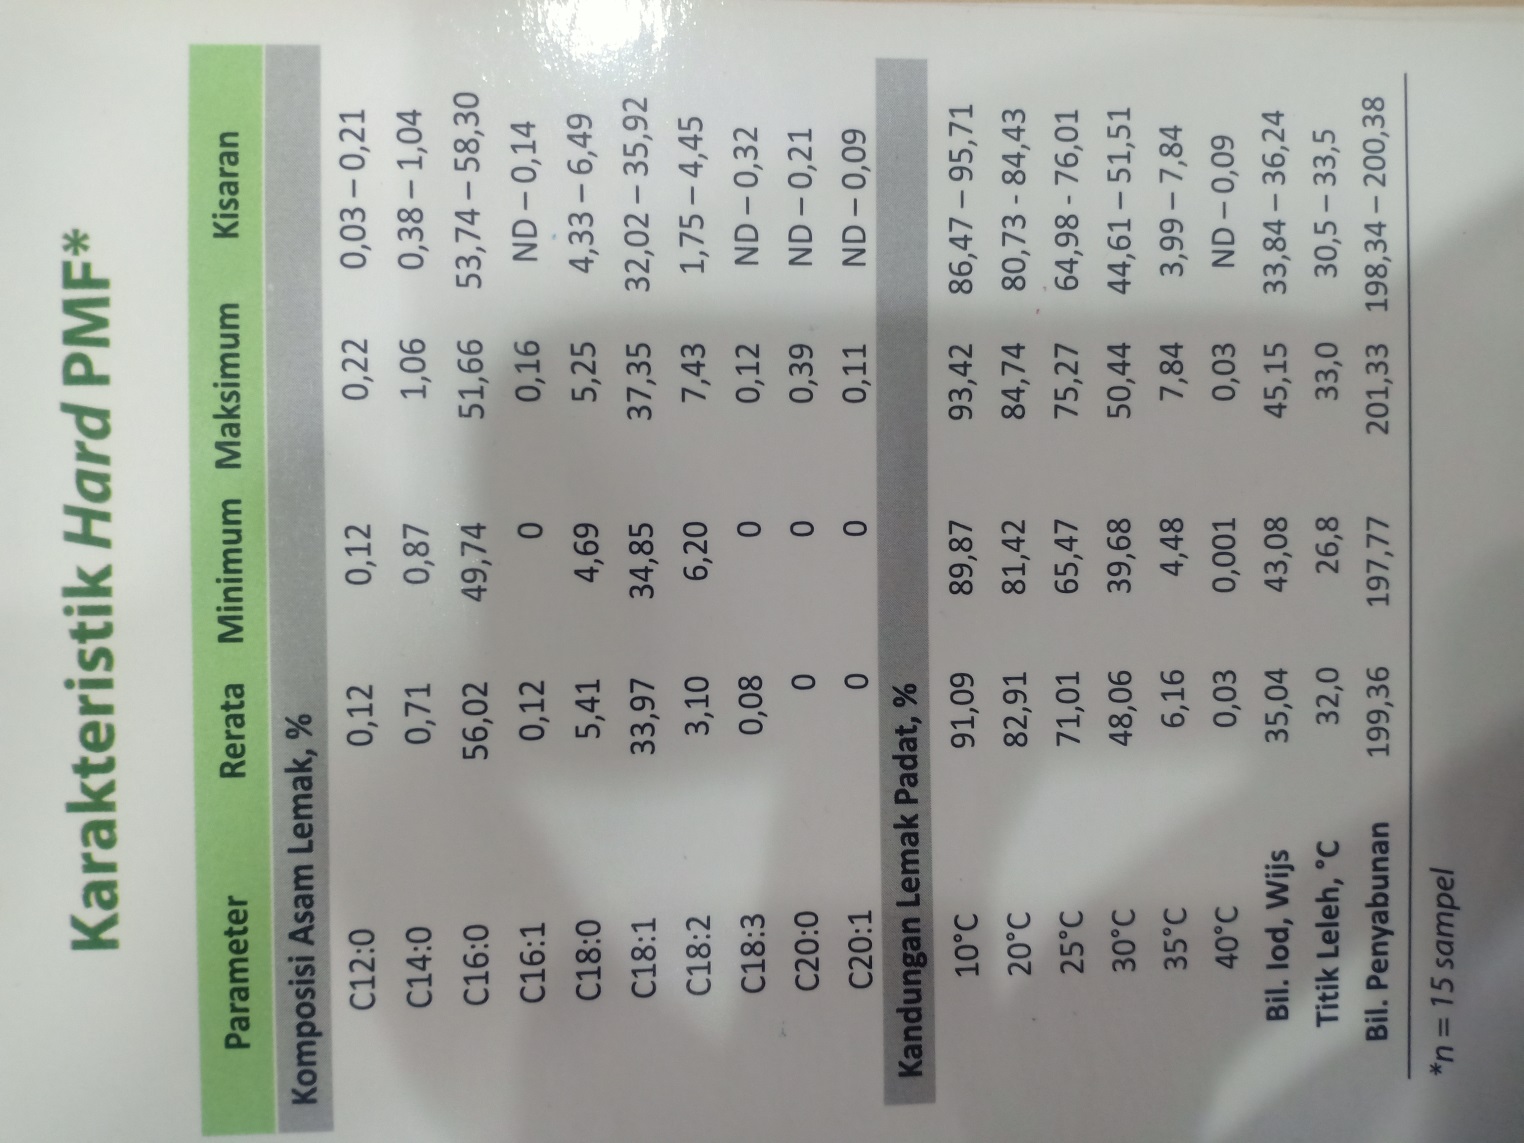 Karakteristik Hard PMF*
Parameter Rerata Minimum Maksimum Kisaran
Komposisi Asam Lemak, %
C12:0 0,12 0,12 0,22 0,03 – 0,21
C14:0 0,71 0,87 1,06 0,38 – 1,04
C16:0 56,02 49,74 51,66 53,74 – 58,30
C16:1 0,12 0 0,16 ND – 0,14
C18:0 5,41 4,69 5,25 4,33 – 6,49
C18:1 33,97 34,85 37,35 32,02 – 35,92
C18:2 3,10 6,20 7,43 1,75 – 4,45
C18:3 0,08 0 0,12 ND – 0,32
C20:0 0 0 0,39 ND – 0,21
C20:1 0 0 0,11 ND – 0,09
Kandungan Lemak Padat, %
10°C 91,09 89,87 93,42 86,47 – 95,71
20°C 82,91 81,42 84,74 80,73 - 84,43
25°C 71,01 65,47 75,27 64,98 - 76,01
30°C 48,06 39,68 50,44 44,61 – 51,51
35°C 6,16 4,48 7,84 3,99 – 7,84
40°C 0,03 0,001 0,03 ND – 0,09
Bil. Iod, Wijs 35,04 43,08 45,15 33,84 – 36,24
Titik Leleh, °C 32,0 26,8 33,0 30,5 – 33,5
Bil. Penyabunan 199,36 197,77 201,33 198,34 – 200,38
*n = 15 sampel